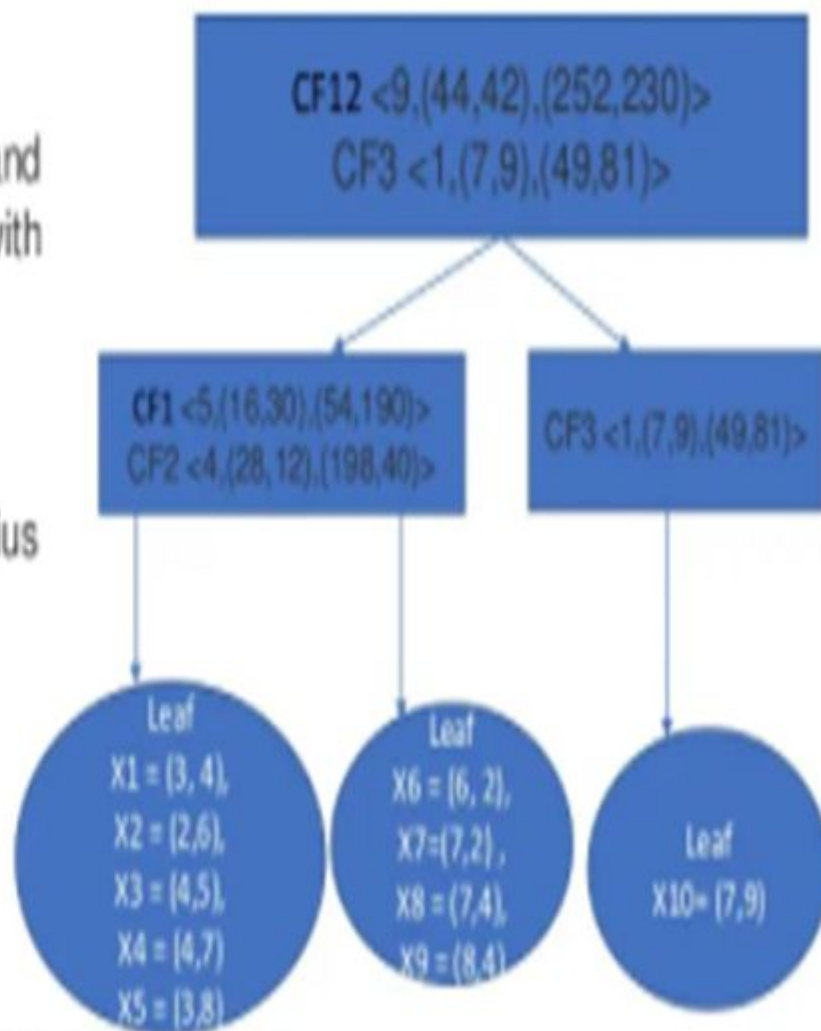 CF12 <9,(44,42),(252,230)>
CF3 <1,(7,9),(49,81)>
and
with
CF1 <5,(16,30),(54,190)>
CF2 <4,(28,12),(198,40)>
CF3 <1,(7,9),(49,81)>
ius
Leaf
X1 = (3, 4),
X2 = (2,6),
X3 = (4,5),
X4 = (4,7)
X5 = (3,8)
Leaf
X6 = (6, 2),
X7=(7,2) ,
X8 = (7,4),
X9 = (8,4)
Leaf
X10= (7,9)